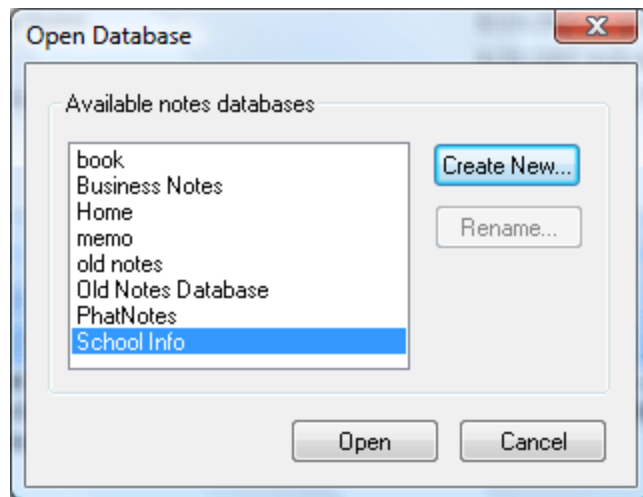 Open Database
Available notes databases
book
Business Notes
Home
memo
old notes
Old Notes Database
PhatNotes
School Info
Create New...
Rename...
Open
Cancel